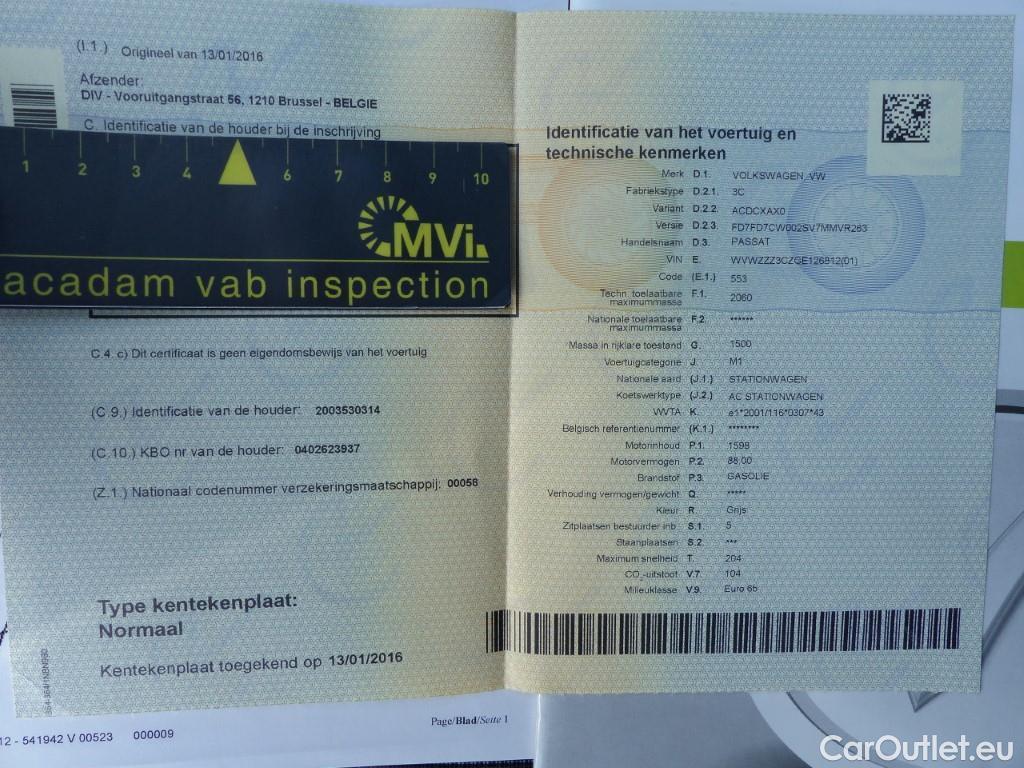 (I.1.) Origineel van 13/01/2016
Afzender:
DIV - Vooruitgangstraat 56, 1210 Brussel - BELGIE
C. Identificatie van de houder bij de inschrijving
1 2 3 4 6 7 8 9 10
MVi
acadam vab inspection
C.4. c) Dit certificaat is geen eigendomsbewijs van het voertuig
(C.9.) Identificatie van de houder: 2003530314
(C.10.) KBO nr van de houder: 0402623937
(Z.1.) Nationaal codenummer verzekeringsmaatschappij: 00058
Type kentekenplaat:
Normaal
Kentekenplaat toegekend op 13/01/2016
Identificatie van het voertuig en
technische kenmerken
Merk D.1. VOLKSWAGEN, VW
Fabriekstype D.2.1. 3C
Variant D.2.2. ACDCXAX0
Versie D.2.3. FD7FD7CW002SV7MMVR263
Handelsnaam D.3. PASSAT
VIN E. WVWZZZ3CZGE126812(01)
Code (E.1.) 553
Techn. toelaatbare
maximummassa F.1. 2060
Nationale toelaatbare
maximummassa F.2. ******
Massa in rijklare toestand G. 1500
Voertuigcategorie J. M1
Nationale aard (J.1.) STATIONWAGEN
Koetswerktype (J.2.) AC STATIONWAGEN
VWTA K. e1*2001/116*0307*43
Belgisch referentienummer (K.1.) ********
Motorinhoud P.1. 1598
Motorvermogen P.2. 88,00
Brandstof P.3. GASOLIE
Verhouding vermogen/gewicht Q. *****
Kleur R. Grijs
Zitplaatsen bestuurder inb. S.1. 5
Staanplaatsen S.2. ***
Maximum snelheid T. 204
CO₂-uitstoot V.7. 104
Milieuklasse V.9. Euro 6b
Page/Blad/Seite 1
12 - 541942 V 00523 000009
CarOutlet.eu